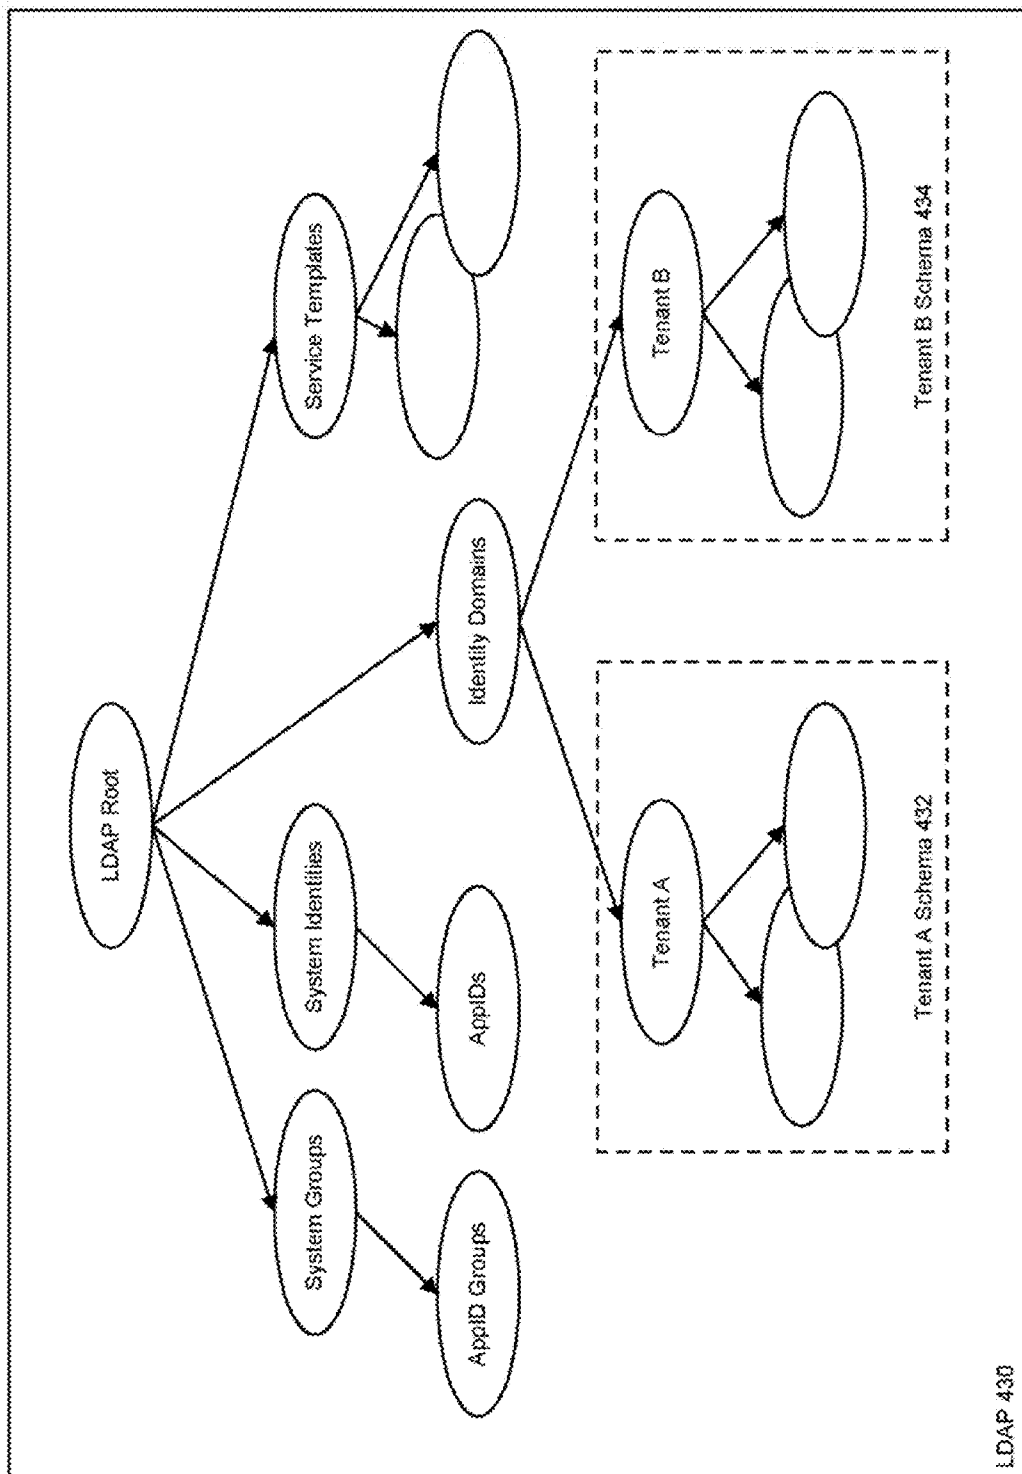 LDAP Root
System Groups
System Identities
Service Templates
AppID Groups
AppIDs
Identity Domains
Tenant A
Tenant B
Tenant A Schema 432
Tenant B Schema 434
LDAP 430